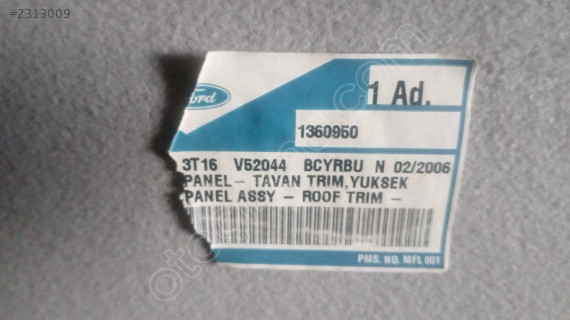 #2313009
Ford
1 Ad.
1360950
3T16 V52044 BCYRBU N 02/2006
PANEL- TAVAN TRIM,YUKSEK
PANEL ASSY - ROOF TRIM -
PMS. NO. MFL 001